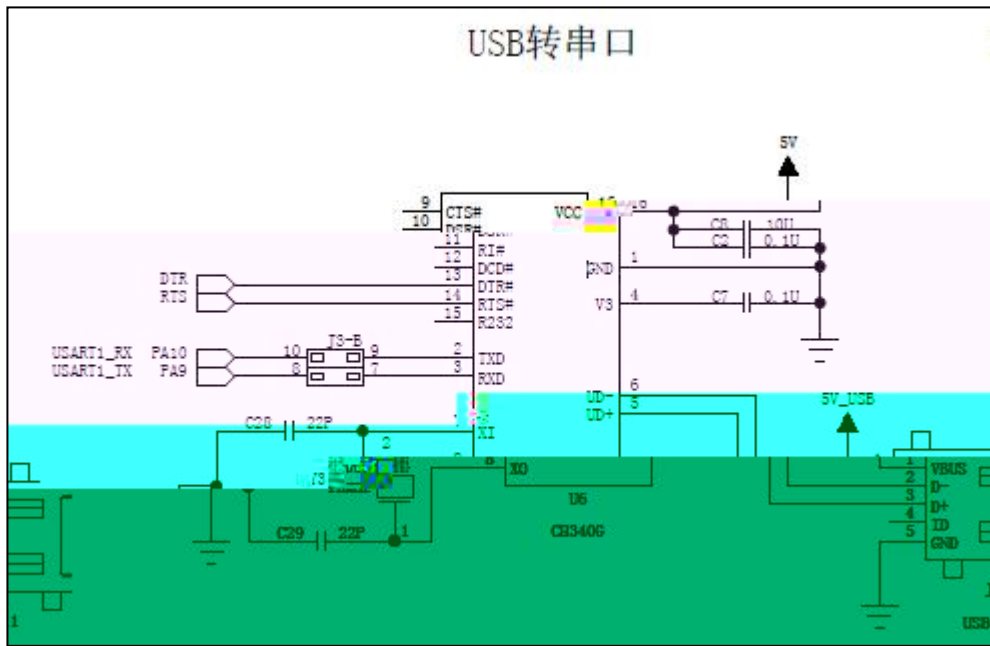 USB转串口
5V
9 CTS# VCC
10
C8 10U
11 RI# C2 0.1U
12 DCD# GND 1
DTR 13 DTR#
RTS 14 RTS# V3 4 C7 0.1U
15 R232
J3-B
USART1_RX PA10 10 9 2 TXD
USART1_TX PA9 8 7 3 RXD
UD- 6
UD+ 5 5V_USB
C28 22P XI
2
8 XO 1 VBUS
U6 2 D-
3 D+
C29 22P 1 CH340G 4 ID
5 GND
1 USB